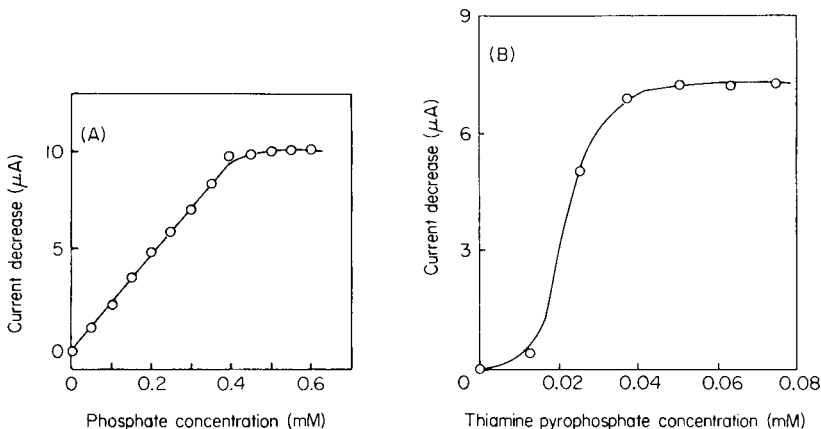 (A)
10
5
0
0
0.2
0.4
0.6
Current decrease (μA)
Phosphate concentration (mM)
(B)
9
6
3
0
0.02
0.04
0.06
0.08
Current decrease (μA)
Thiamine pyrophosphate concentration (mM)